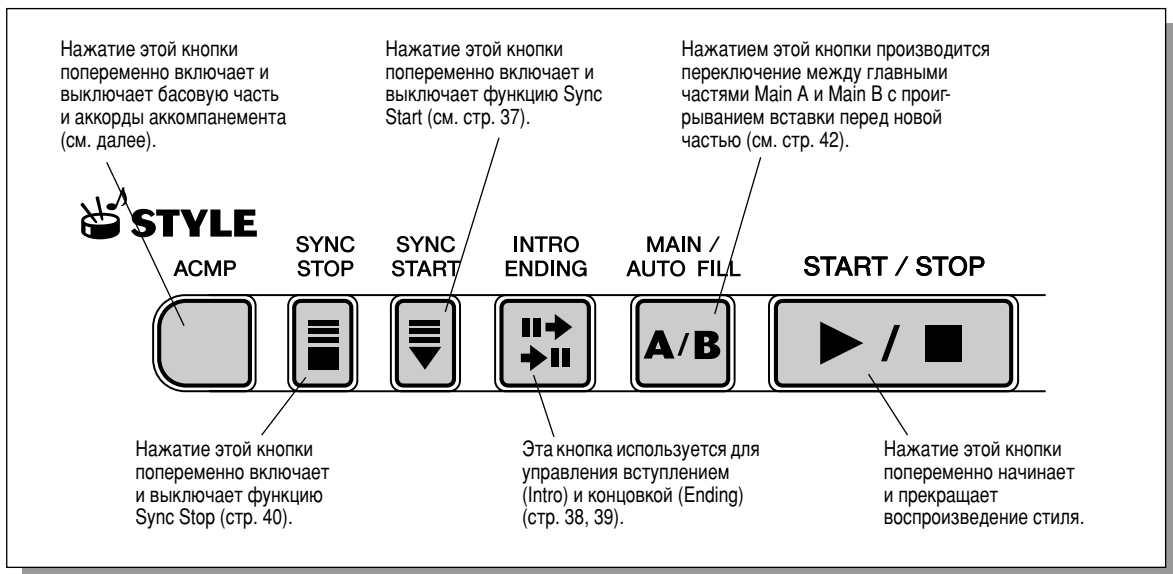 Нажатие этой кнопки
попеременно включает и
выключает басовую часть
и аккорды аккомпанемента
(см. далее).
Нажатие этой кнопки
попеременно включает и
выключает функцию Sync
Start (см. стр. 37).
Нажатием этой кнопки производится
переключение между главными
частями Main A и Main B с проиг-
рыванием вставки перед новой
частью (см. стр. 42).
STYLE
ACMP
SYNC
STOP
SYNC
START
INTRO
ENDING
MAIN /
AUTO FILL
START / STOP
A/B
/
Нажатие этой кнопки
попеременно включает
и выключает функцию
Sync Stop (стр. 40).
Эта кнопка используется для
управления вступлением
(Intro) и концовкой (Ending)
(стр. 38, 39).
Нажатие этой кнопки
попеременно начинает
и прекращает
воспроизведение стиля.